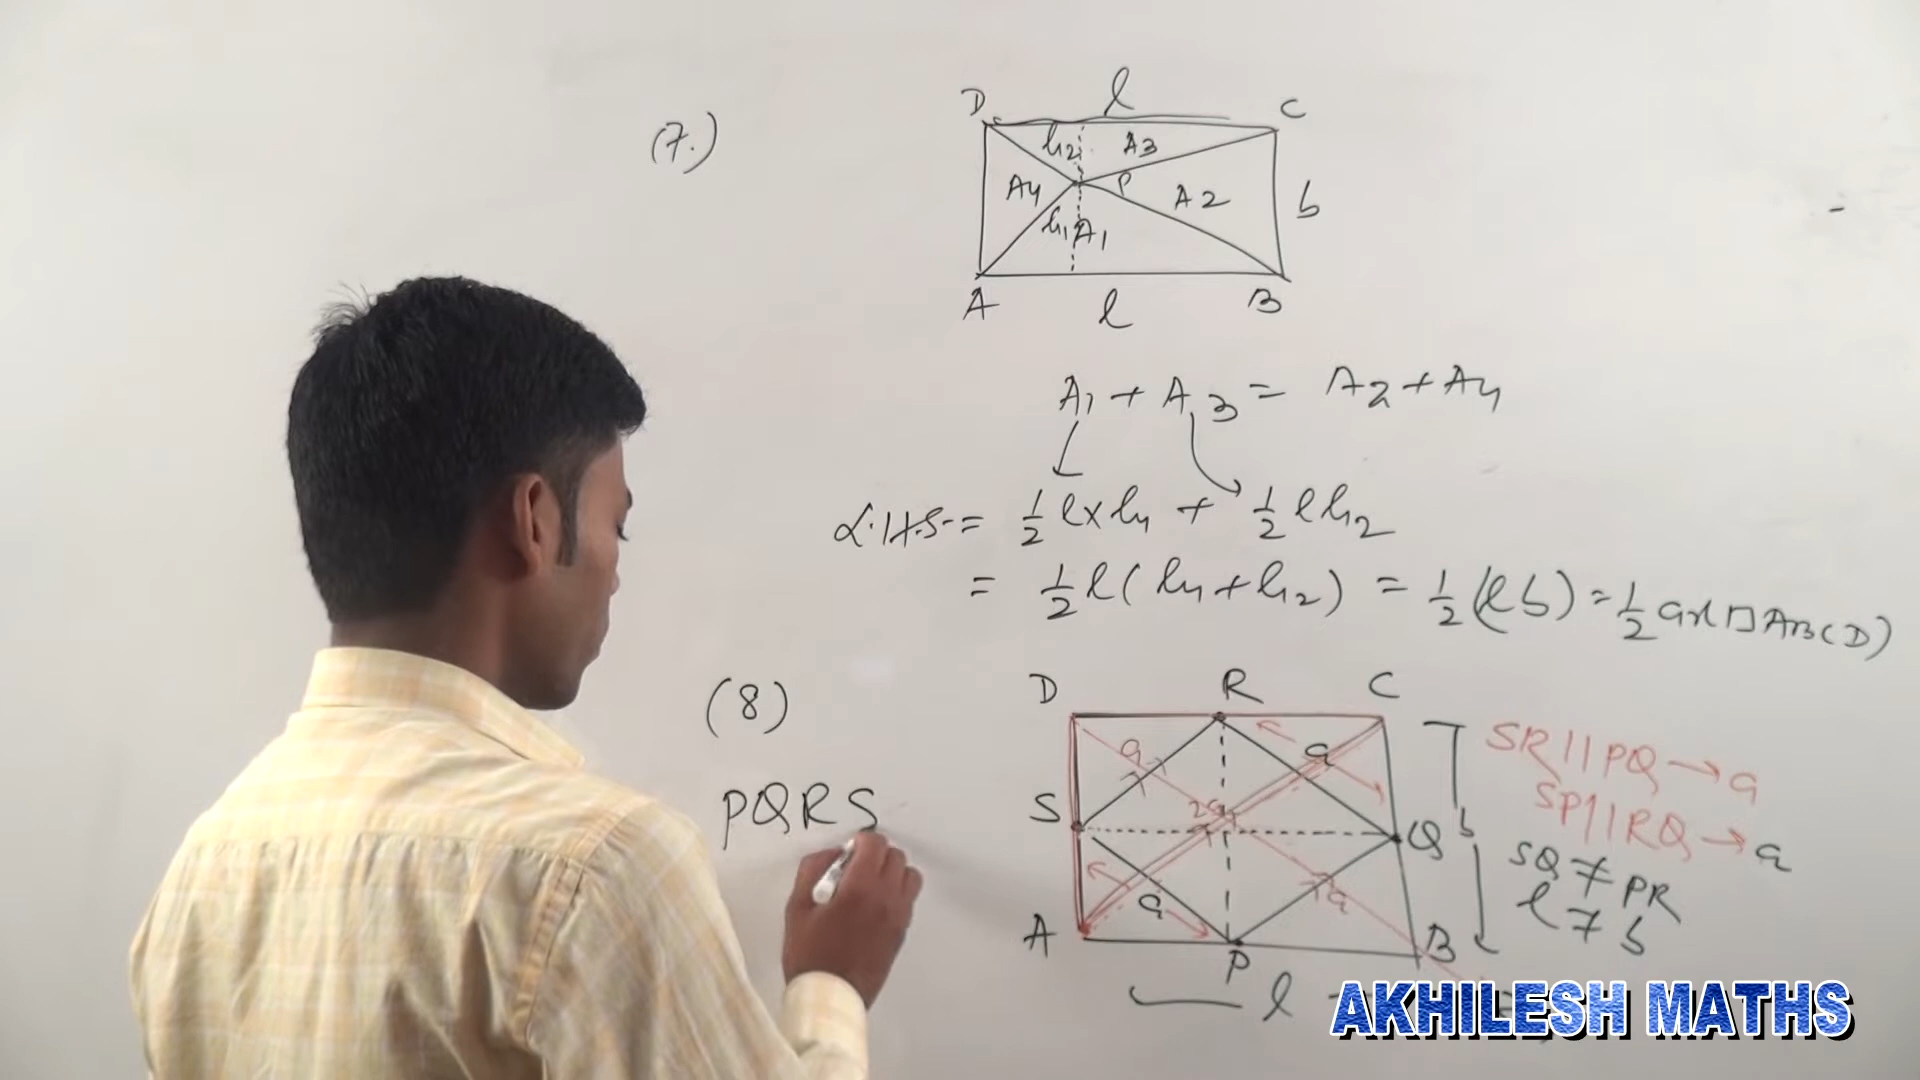 (7.)
D l C
h2 A3
A4 P A2 b
h1 A1
A l B
A1 + A3 = A2 + A4
L.H.S = 1/2 l x h1 + 1/2 l h2
= 1/2 l ( h1 + h2 ) = 1/2 (l b) = 1/2 ar □ ABCD)
(8)
D R C
a a
SR || PQ → a
PQRS
S 2a Q b
SP || RQ → a
SQ ≠ PR
a a
l ≠ b
A P B
l
AKHILESH MATHS